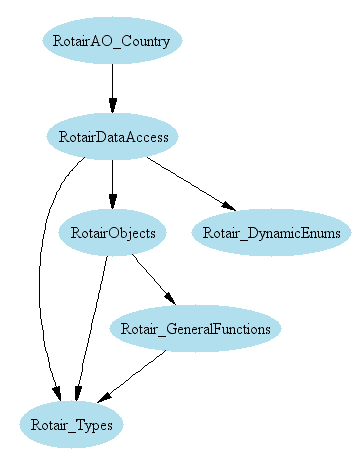 RotairAO_Country
RotairDataAccess
RotairObjects
Rotair_DynamicEnums
Rotair_GeneralFunctions
Rotair_Types